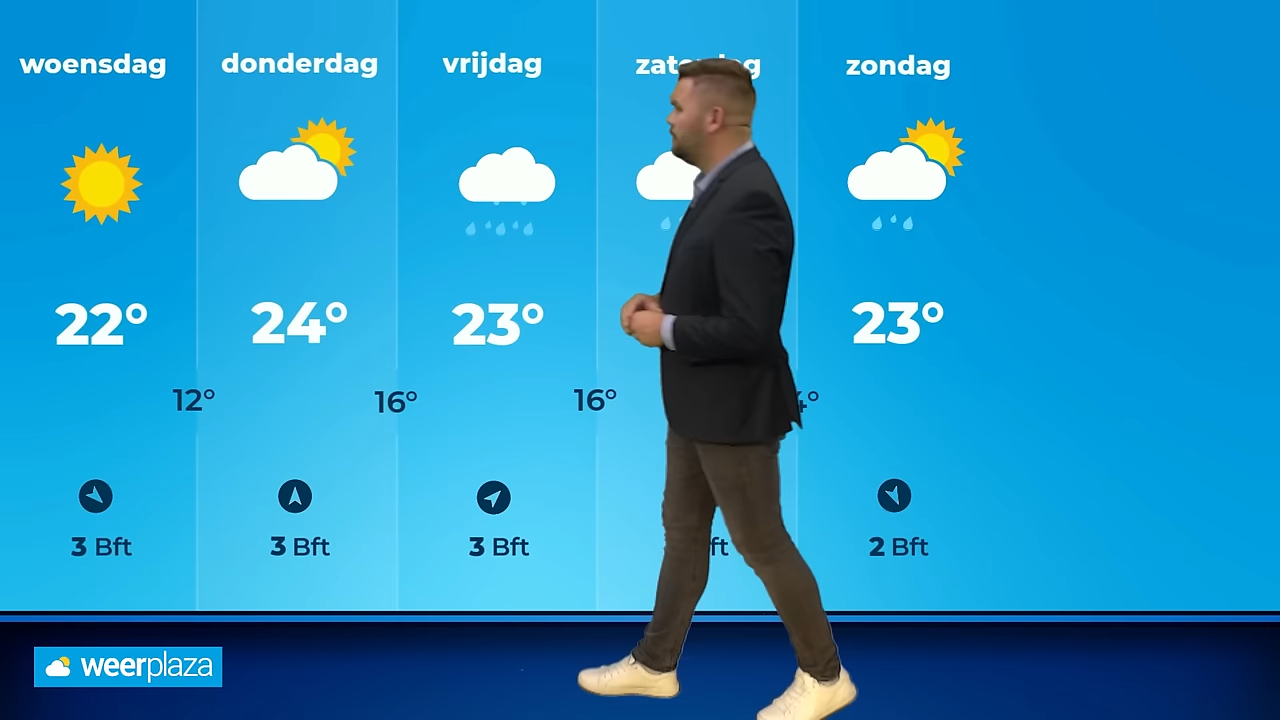 woensdag donderdag vrijdag zondag
22° 24° 23° 23°
12° 16° 16°
3 Bft 3 Bft 3 Bft 2 Bft
weerplaza